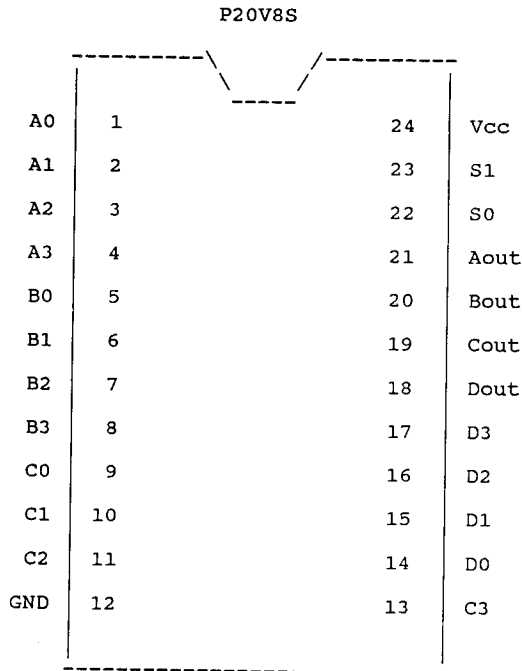 P20V8S
A0 1 24 Vcc
A1 2 23 S1
A2 3 22 S0
A3 4 21 Aout
B0 5 20 Bout
B1 6 19 Cout
B2 7 18 Dout
B3 8 17 D3
C0 9 16 D2
C1 10 15 D1
C2 11 14 D0
GND 12 13 C3